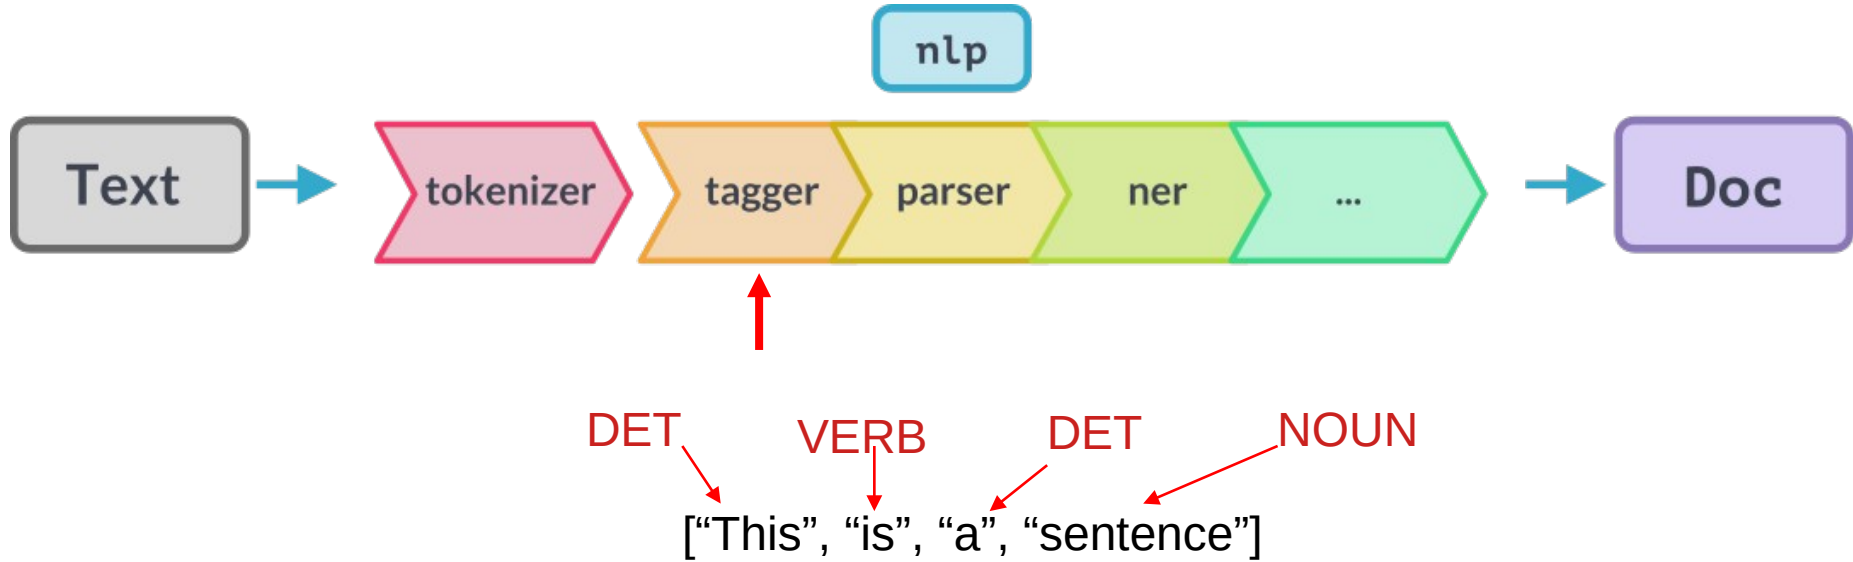 nlp
Text
tokenizer
tagger
parser
ner
...
Doc
DET
VERB
DET
NOUN
[“This”, “is”, “a”, “sentence”]